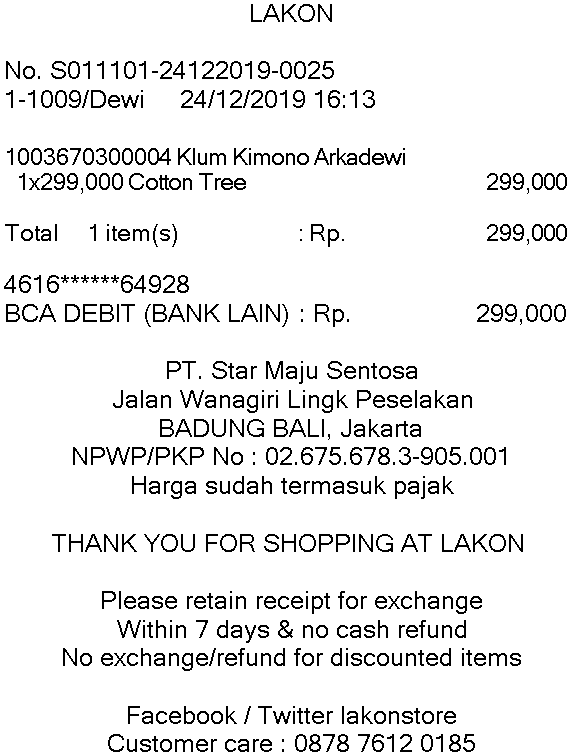 LAKON
No. S011101-24122019-0025
1-1009/Dewi 24/12/2019 16:13
1003670300004 Klum Kimono Arkadewi
1x299,000 Cotton Tree 299,000
Total 1 item(s) : Rp. 299,000
4616******64928
BCA DEBIT (BANK LAIN) : Rp. 299,000
PT. Star Maju Sentosa
Jalan Wanagiri Lingk Peselakan
BADUNG BALI, Jakarta
NPWP/PKP No : 02.675.678.3-905.001
Harga sudah termasuk pajak
THANK YOU FOR SHOPPING AT LAKON
Please retain receipt for exchange
Within 7 days & no cash refund
No exchange/refund for discounted items
Facebook / Twitter lakonstore
Customer care : 0878 7612 0185